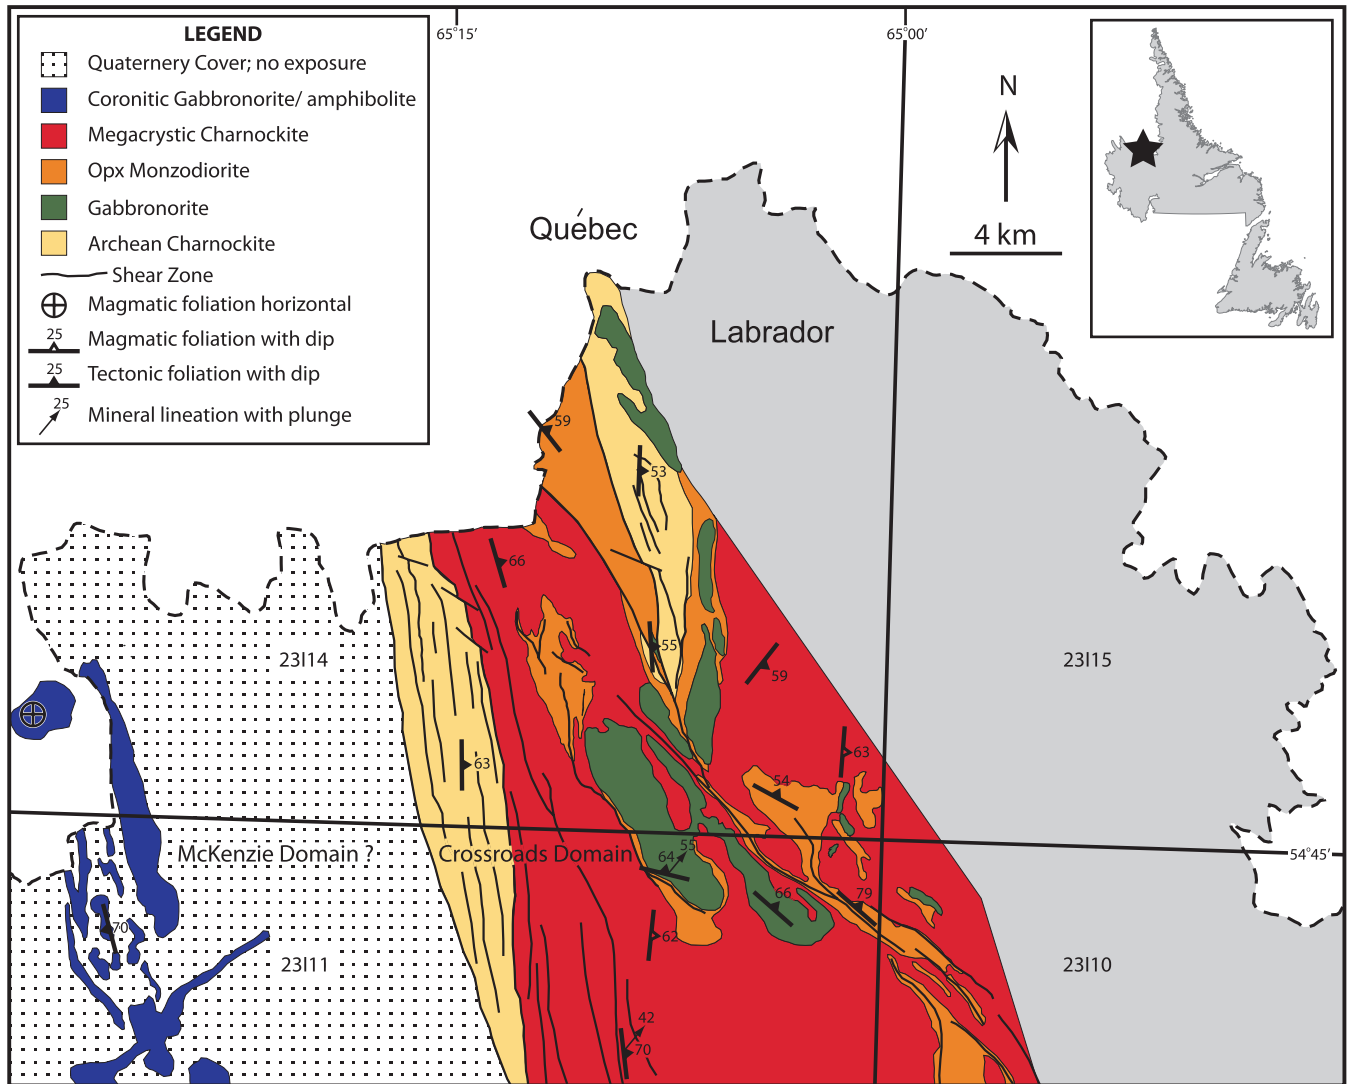 LEGEND
Quaternery Cover; no exposure
Coronitic Gabbronorite/ amphibolite
Megacrystic Charnockite
Opx Monzodiorite
Gabbronorite
Archean Charnockite
Shear Zone
Magmatic foliation horizontal
25
Magmatic foliation with dip
25
Tectonic foliation with dip
25
Mineral lineation with plunge
65°15′
65°00′
N
4 km
Québec
Labrador
59
53
66
55
59
23I14
23I15
63
63
54
McKenzie Domain ?
Crossroads Domain
54°45′
55
64
66
79
70
62
23I11
23I10
42
70